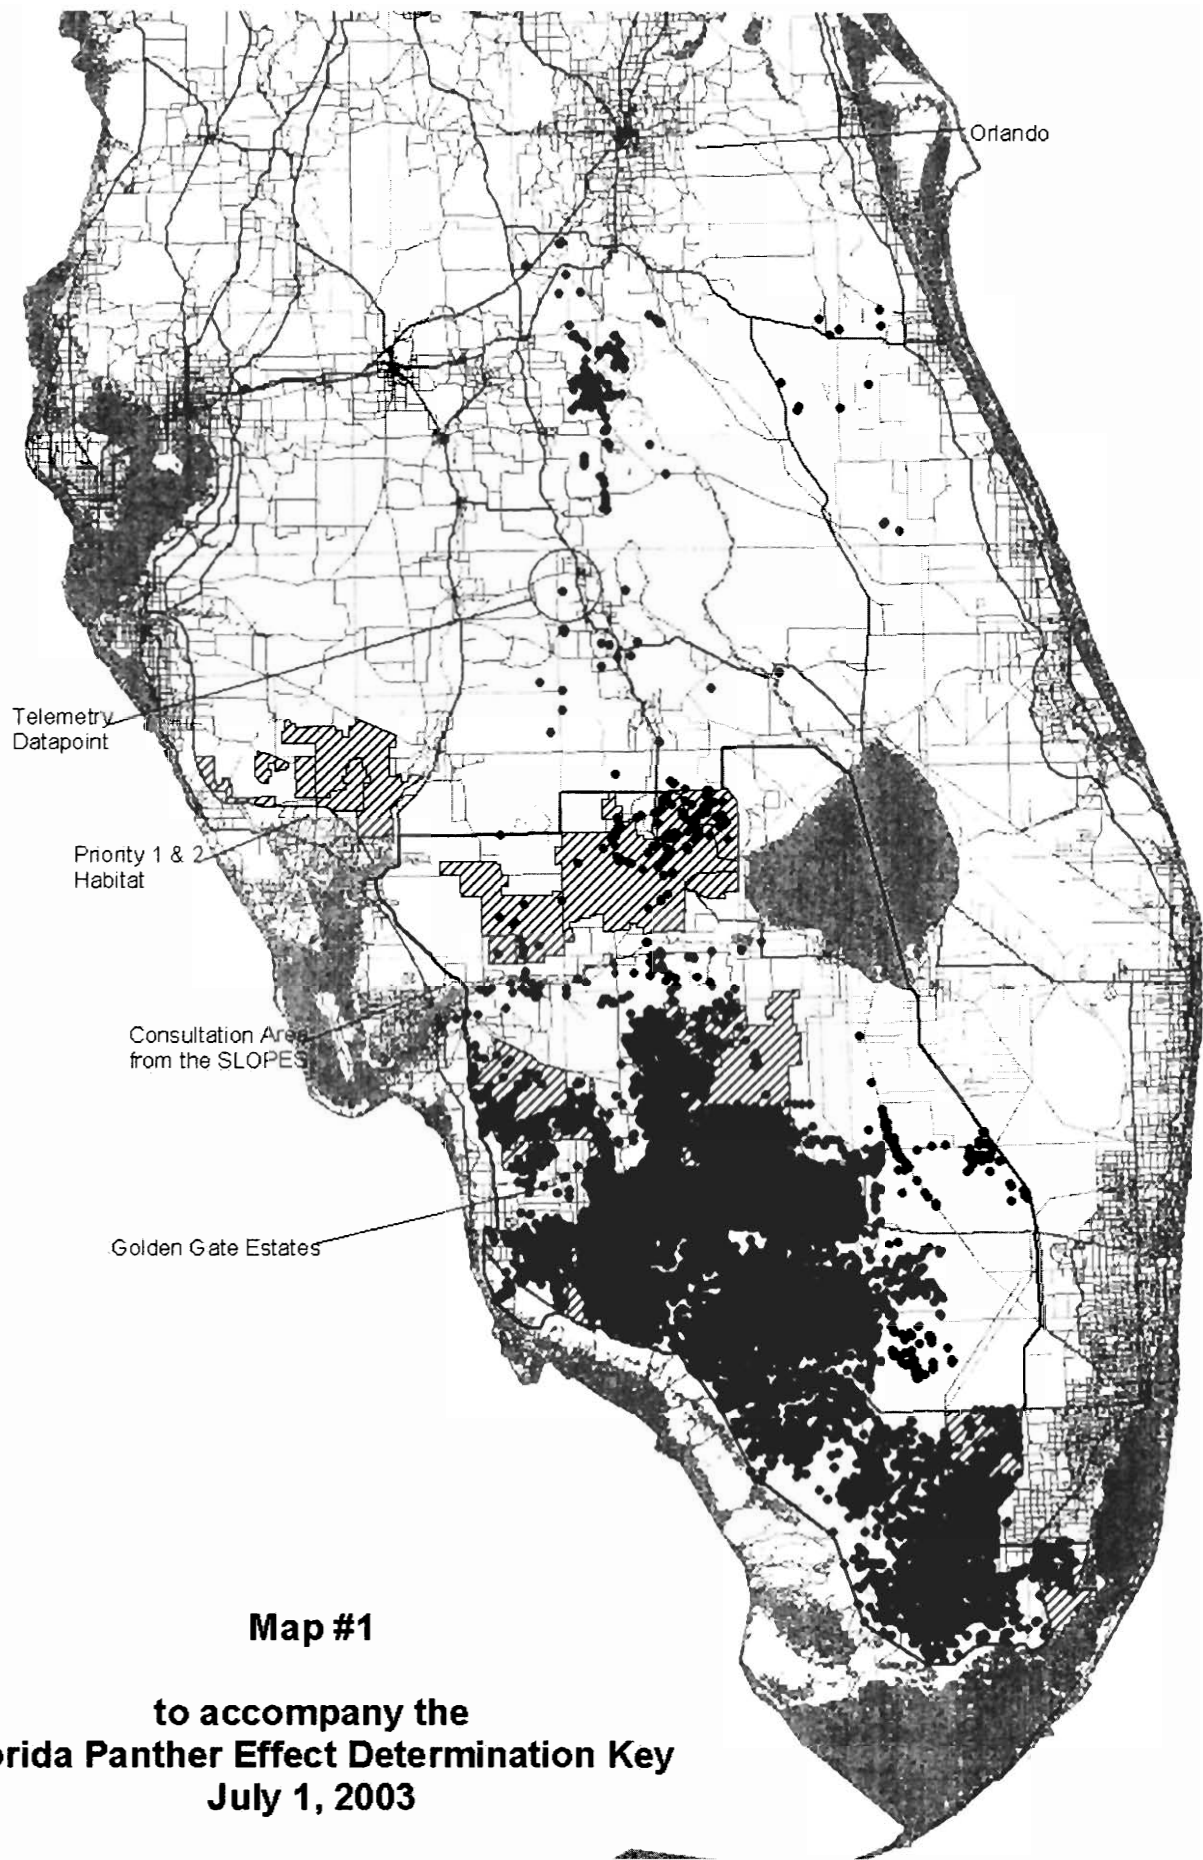 Orlando
Telemetry
Datapoint
Priority 1 & 2
Habitat
Consultation Area
from the SLOPES
Golden Gate Estates
Map #1
to accompany the
orida Panther Effect Determination Key
July 1, 2003